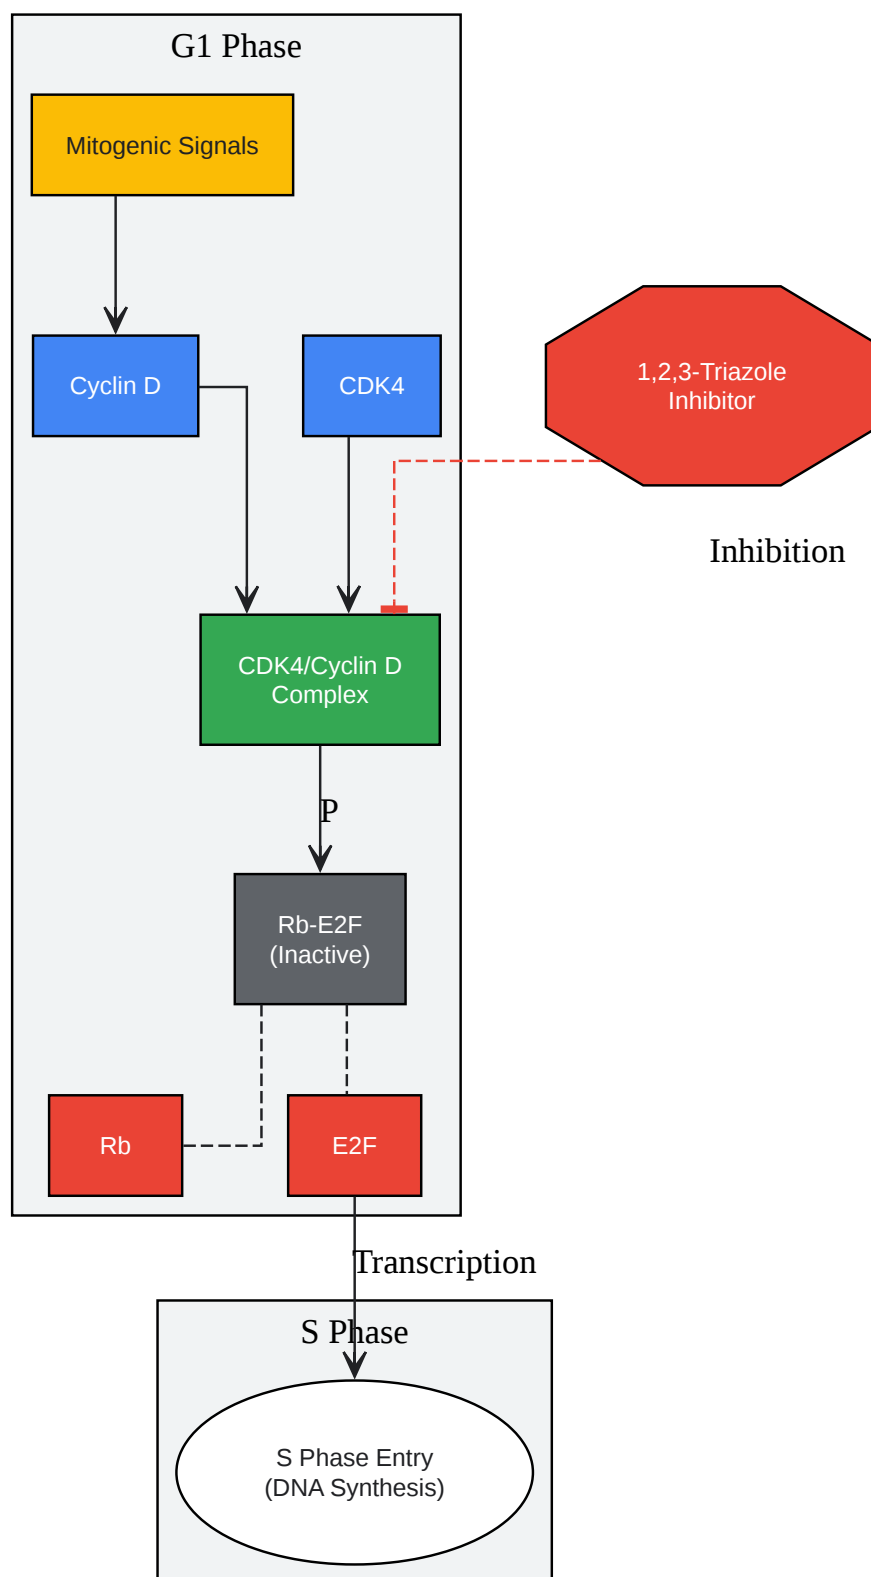 G1 Phase
Mitogenic Signals
Cyclin D
CDK4
1,2,3-Triazole
Inhibitor
Inhibition
CDK4/Cyclin D
Complex
P
Rb-E2F
(Inactive)
Rb
E2F
Transcription
S Phase
S Phase Entry
(DNA Synthesis)